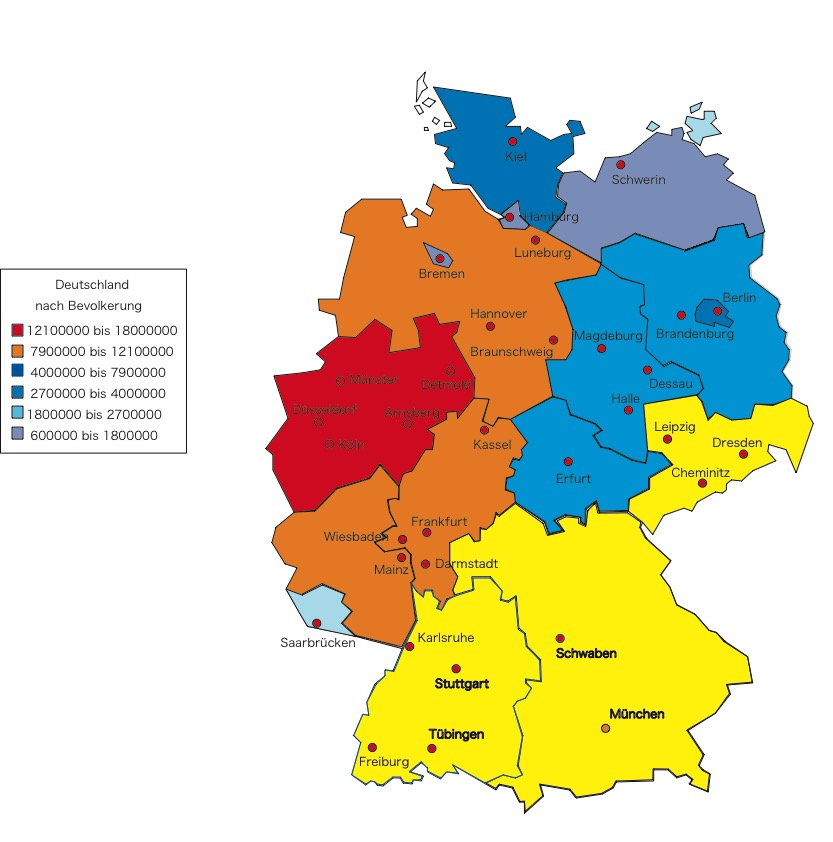 Deutschland
nach Bevolkerung
12100000 bis 18000000
7900000 bis 12100000
4000000 bis 7900000
2700000 bis 4000000
1800000 bis 2700000
600000 bis 1800000
Kiel
Schwerin
Hamburg
Luneburg
Bremen
Berlin
Hannover
Brandenburg
Magdeburg
Braunschweig
Münster
Detmold
Dessau
Halle
Düsseldorf
Arnsberg
Leipzig
Köln
Kassel
Dresden
Cheminitz
Erfurt
Frankfurt
Wiesbaden
Darmstadt
Mainz
Saarbrücken
Karlsruhe
Schwaben
Stuttgart
München
Tübingen
Freiburg